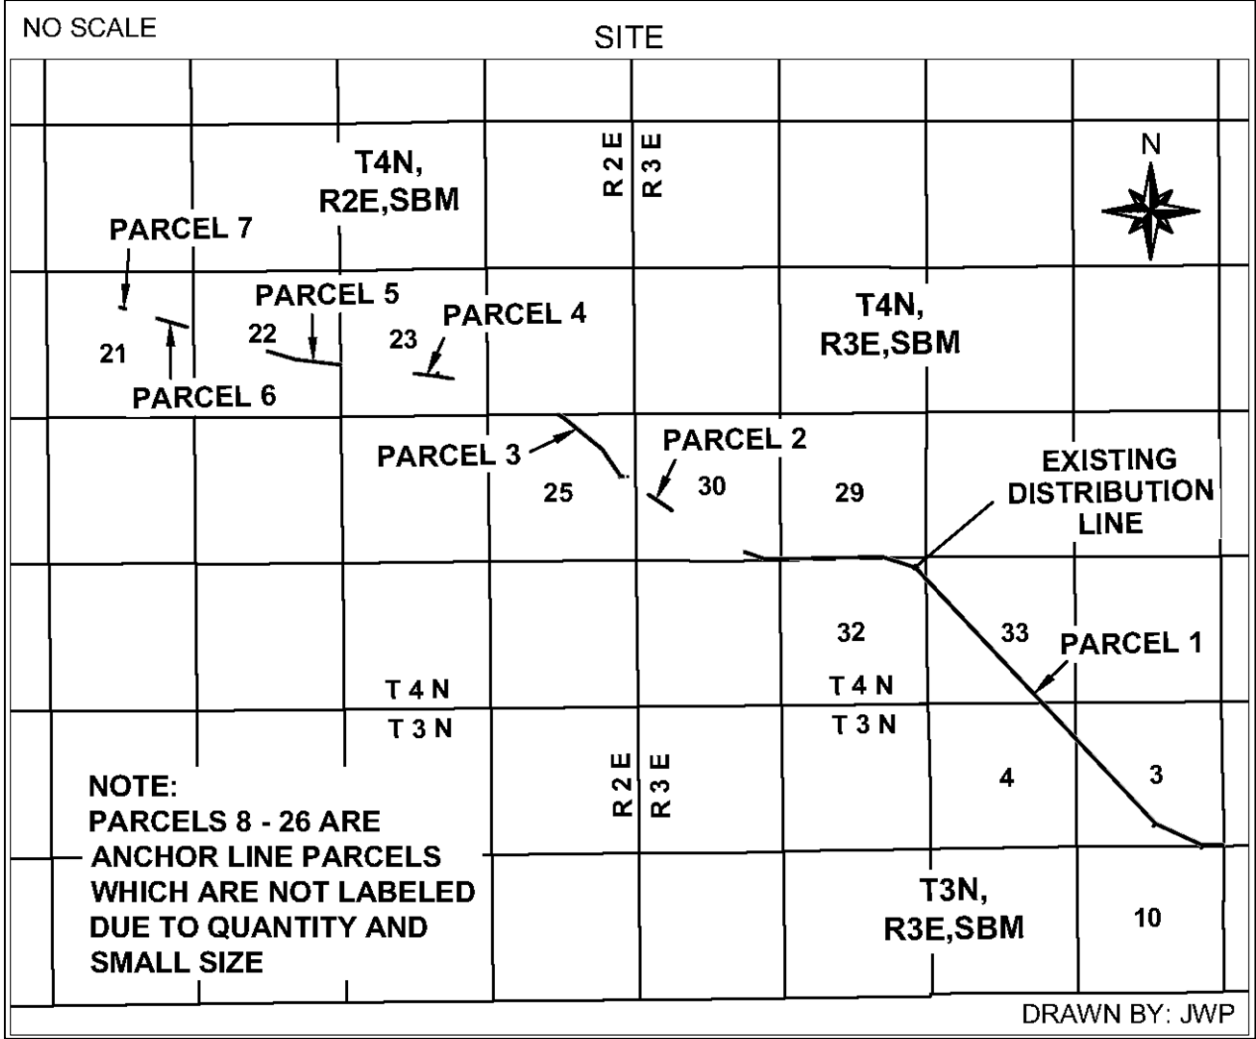 NO SCALE
SITE
N
R 2 E
R 3 E
T4N,
R2E,SBM
PARCEL 7
PARCEL 5
PARCEL 4
T4N,
R3E,SBM
21
22
23
PARCEL 6
PARCEL 3
PARCEL 2
25
30
29
EXISTING
DISTRIBUTION
LINE
32
33
PARCEL 1
T 4 N
T 3 N
T 4 N
T 3 N
R 2 E
R 3 E
4
3
NOTE:
PARCELS 8 - 26 ARE
ANCHOR LINE PARCELS
WHICH ARE NOT LABELED
DUE TO QUANTITY AND
SMALL SIZE
T3N,
R3E,SBM
10
DRAWN BY: JWP